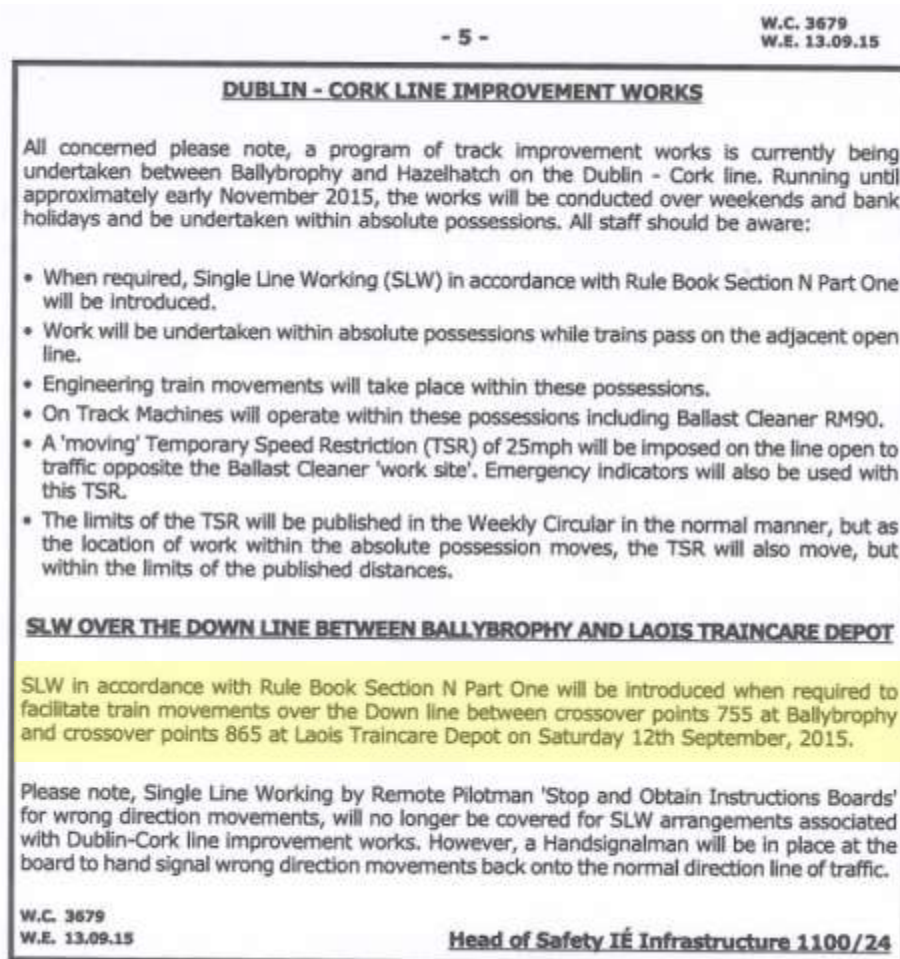 - 5 -
W.C. 3679
W.E. 13.09.15
DUBLIN - CORK LINE IMPROVEMENT WORKS
All concerned please note, a program of track improvement works is currently being
undertaken between Ballybrophy and Hazelhatch on the Dublin - Cork line. Running until
approximately early November 2015, the works will be conducted over weekends and bank
holidays and be undertaken within absolute possessions. All staff should be aware:
• When required, Single Line Working (SLW) in accordance with Rule Book Section N Part One
will be introduced.
• Work will be undertaken within absolute possessions while trains pass on the adjacent open
line.
• Engineering train movements will take place within these possessions.
• On Track Machines will operate within these possessions including Ballast Cleaner RM90.
• A 'moving' Temporary Speed Restriction (TSR) of 25mph will be imposed on the line open to
traffic opposite the Ballast Cleaner 'work site'. Emergency indicators will also be used with
this TSR.
• The limits of the TSR will be published in the Weekly Circular in the normal manner, but as
the location of work within the absolute possession moves, the TSR will also move, but
within the limits of the published distances.
SLW OVER THE DOWN LINE BETWEEN BALLYBROPHY AND LAOIS TRAINCARE DEPOT
SLW in accordance with Rule Book Section N Part One will be introduced when required to
facilitate train movements over the Down line between crossover points 755 at Ballybrophy
and crossover points 865 at Laois Traincare Depot on Saturday 12th September, 2015.
Please note, Single Line Working by Remote Pilotman 'Stop and Obtain Instructions Boards'
for wrong direction movements, will no longer be covered for SLW arrangements associated
with Dublin-Cork line improvement works. However, a Handsignalman will be in place at the
board to hand signal wrong direction movements back onto the normal direction line of traffic.
W.C. 3679
W.E. 13.09.15
Head of Safety IÉ Infrastructure 1100/24